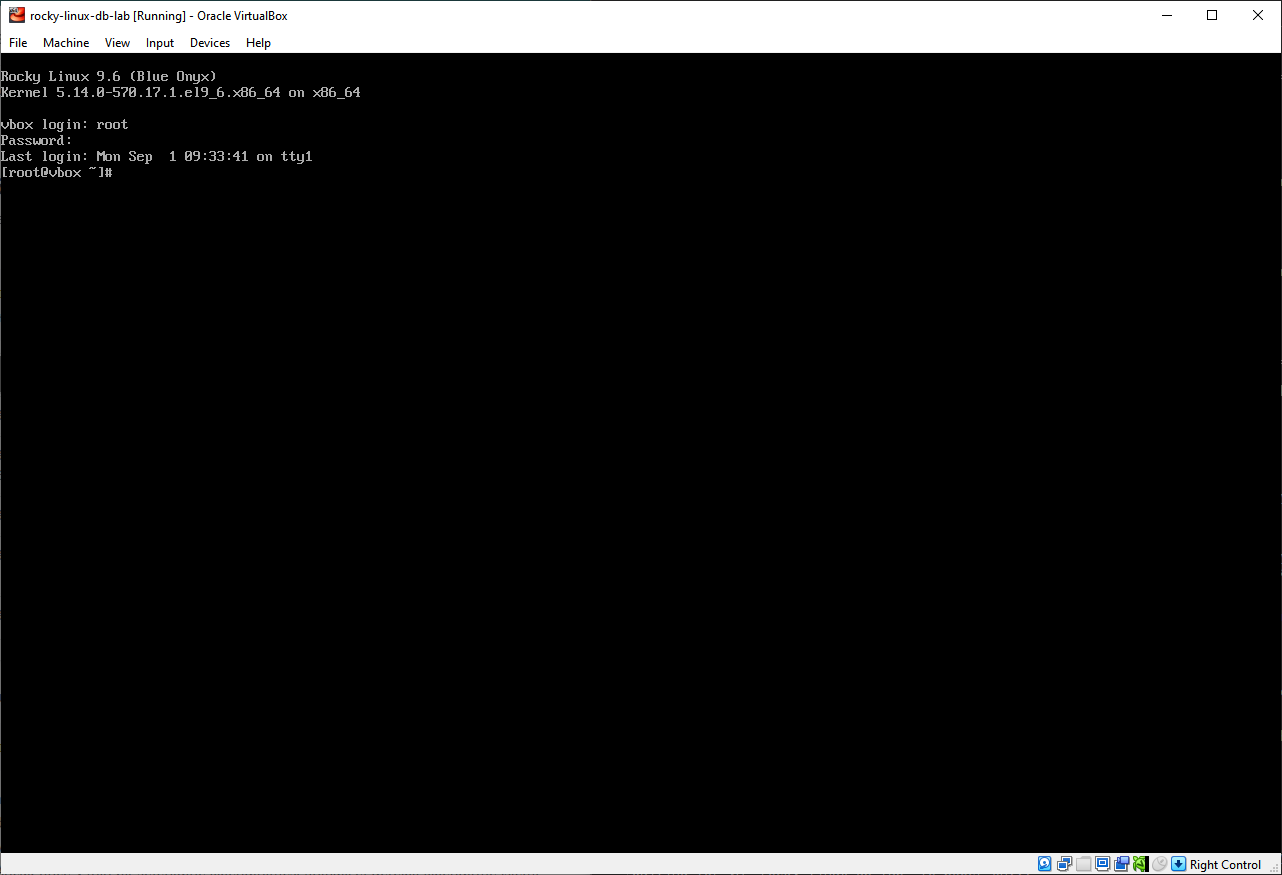 rocky-linux-db-lab [Running] - Oracle VirtualBox
File Machine View Input Devices Help
Rocky Linux 9.6 (Blue Onyx)
Kernel 5.14.0-570.17.1.el9_6.x86_64 on x86_64
vbox login: root
Password:
Last login: Mon Sep  1 09:33:41 on tty1
[root@vbox ~]#
Right Control